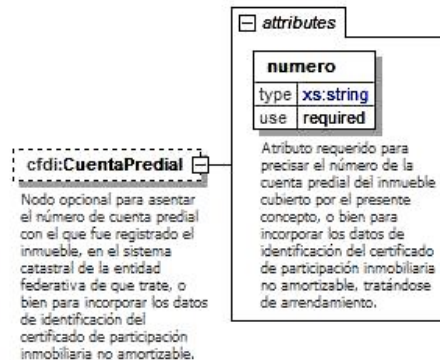 attributes
numero
type xs:string
use required
Atributo requerido para
precisar el número de la
cuenta predial del inmueble
cubierto por el presente
concepto, o bien para
incorporar los datos de
identificación del certificado
de participación inmobiliaria
no amortizable, tratándose
de arrendamiento.
cfdi:CuentaPredial
Nodo opcional para asentar
el número de cuenta predial
con el que fue registrado el
inmueble, en el sistema
catastral de la entidad
federativa de que trate, o
bien para incorporar los datos
de identificación del
certificado de participación
inmobiliaria no amortizable.